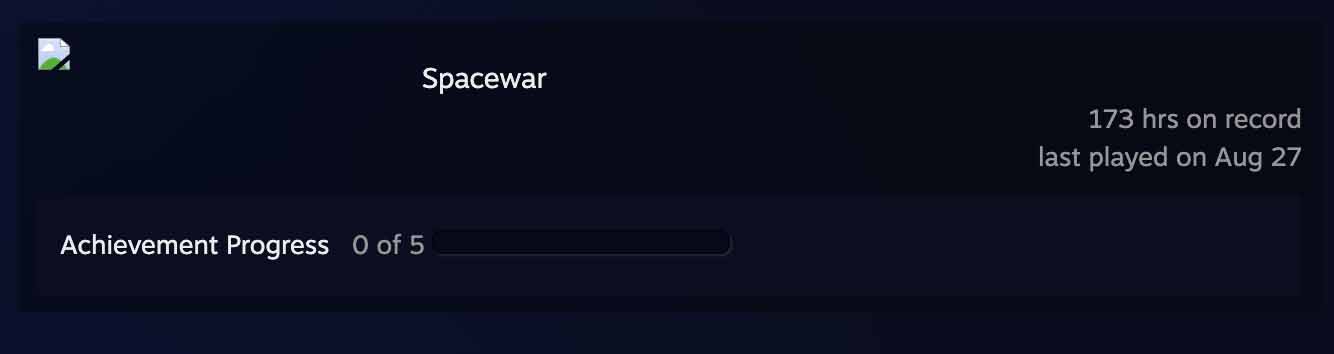 Spacewar
173 hrs on record
last played on Aug 27
Achievement Progress 0 of 5